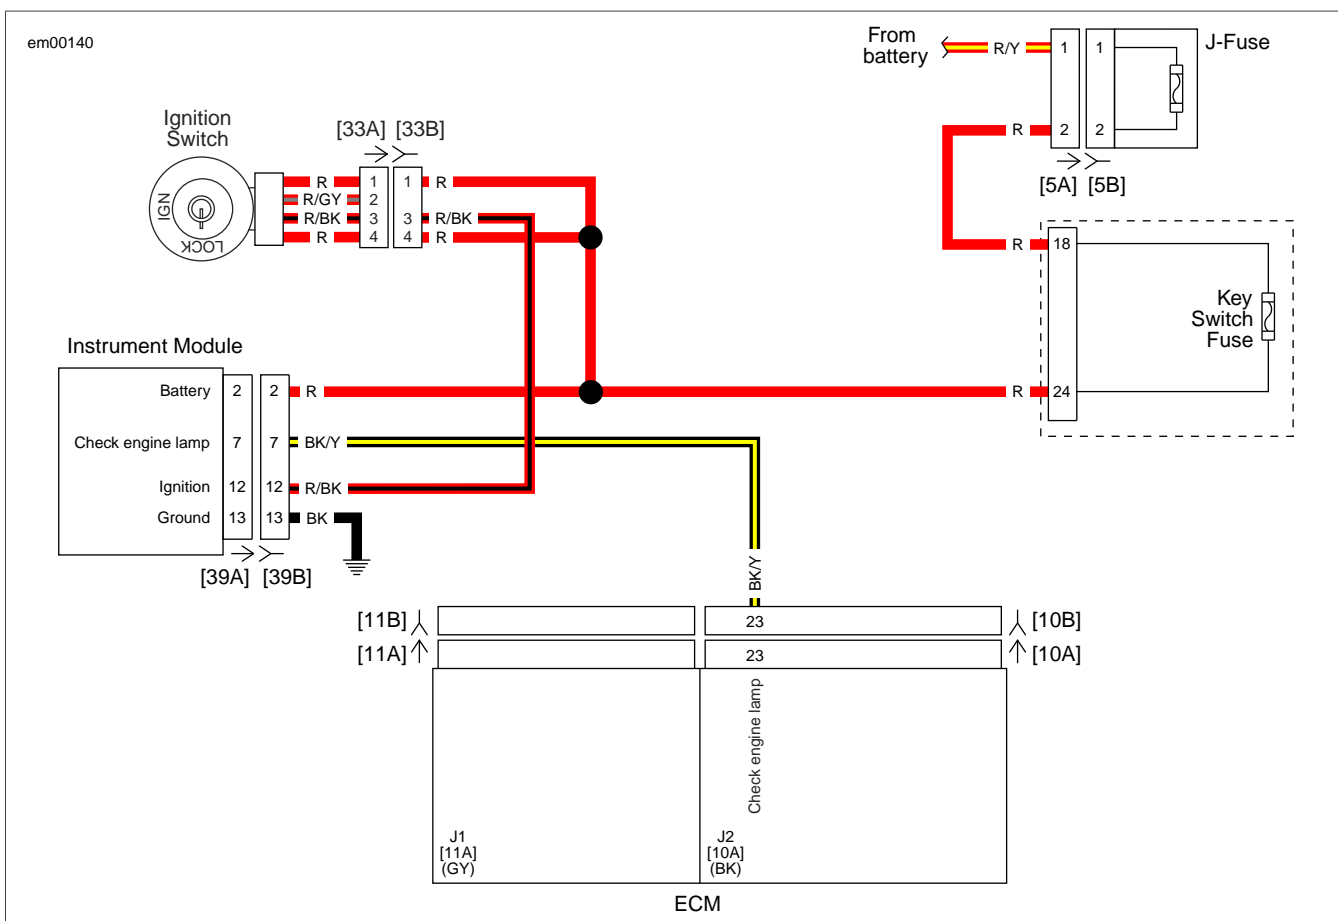 em00140
From
battery
R/Y
1
1
J-Fuse
R
2
2
[5A]
[5B]
Ignition
Switch
[33A]
[33B]
IGN
LOCK
R
1
1
R
R/GY
2
R/BK
3
3
R/BK
R
4
4
R
R
18
Key
Switch
Fuse
R
24
Instrument Module
Battery
2
2
R
Check engine lamp
7
7
BK/Y
Ignition
12
12
R/BK
Ground
13
13
BK
[39A]
[39B]
BK/Y
[11B]
23
[10B]
[11A]
23
[10A]
Check engine lamp
J1
[11A]
(GY)
J2
[10A]
(BK)
ECM